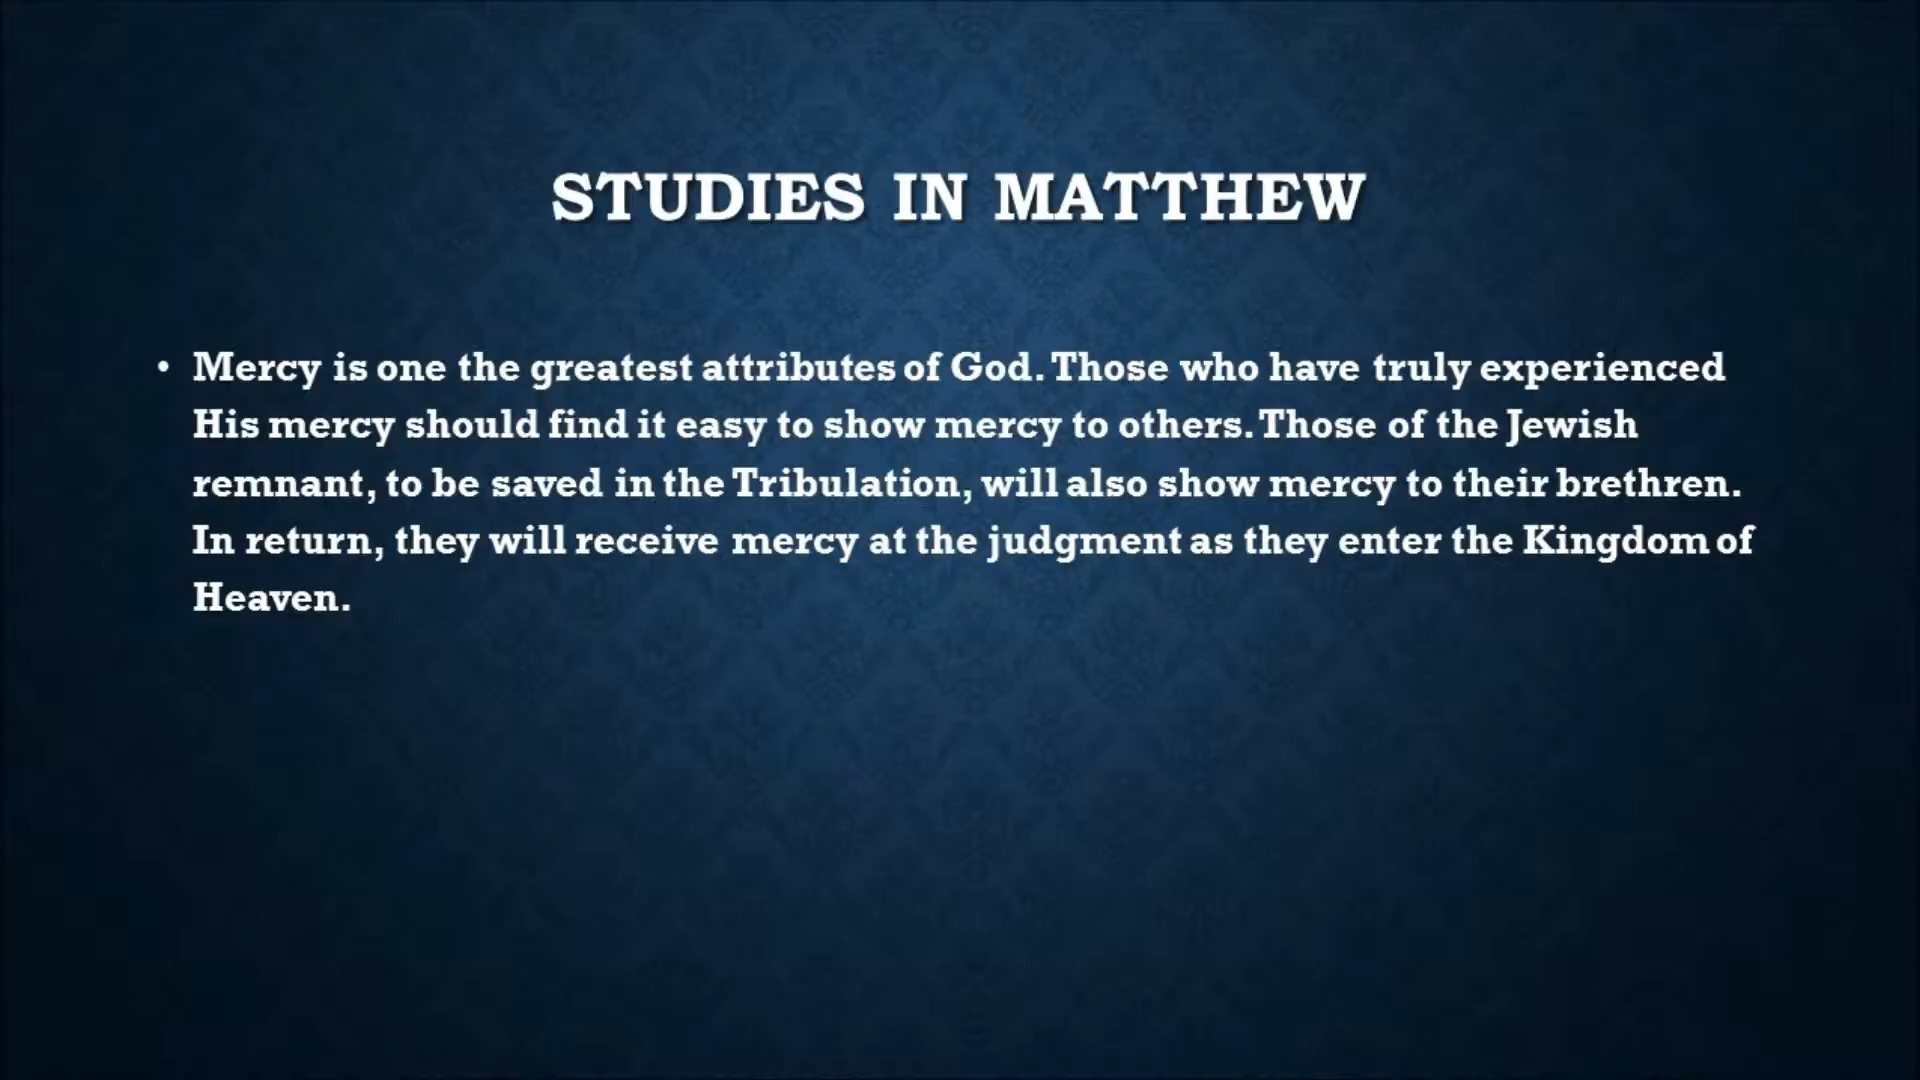 STUDIES IN MATTHEW
• Mercy is one the greatest attributes of God. Those who have truly experienced
His mercy should find it easy to show mercy to others. Those of the Jewish
remnant, to be saved in the Tribulation, will also show mercy to their brethren.
In return, they will receive mercy at the judgment as they enter the Kingdom of
Heaven.